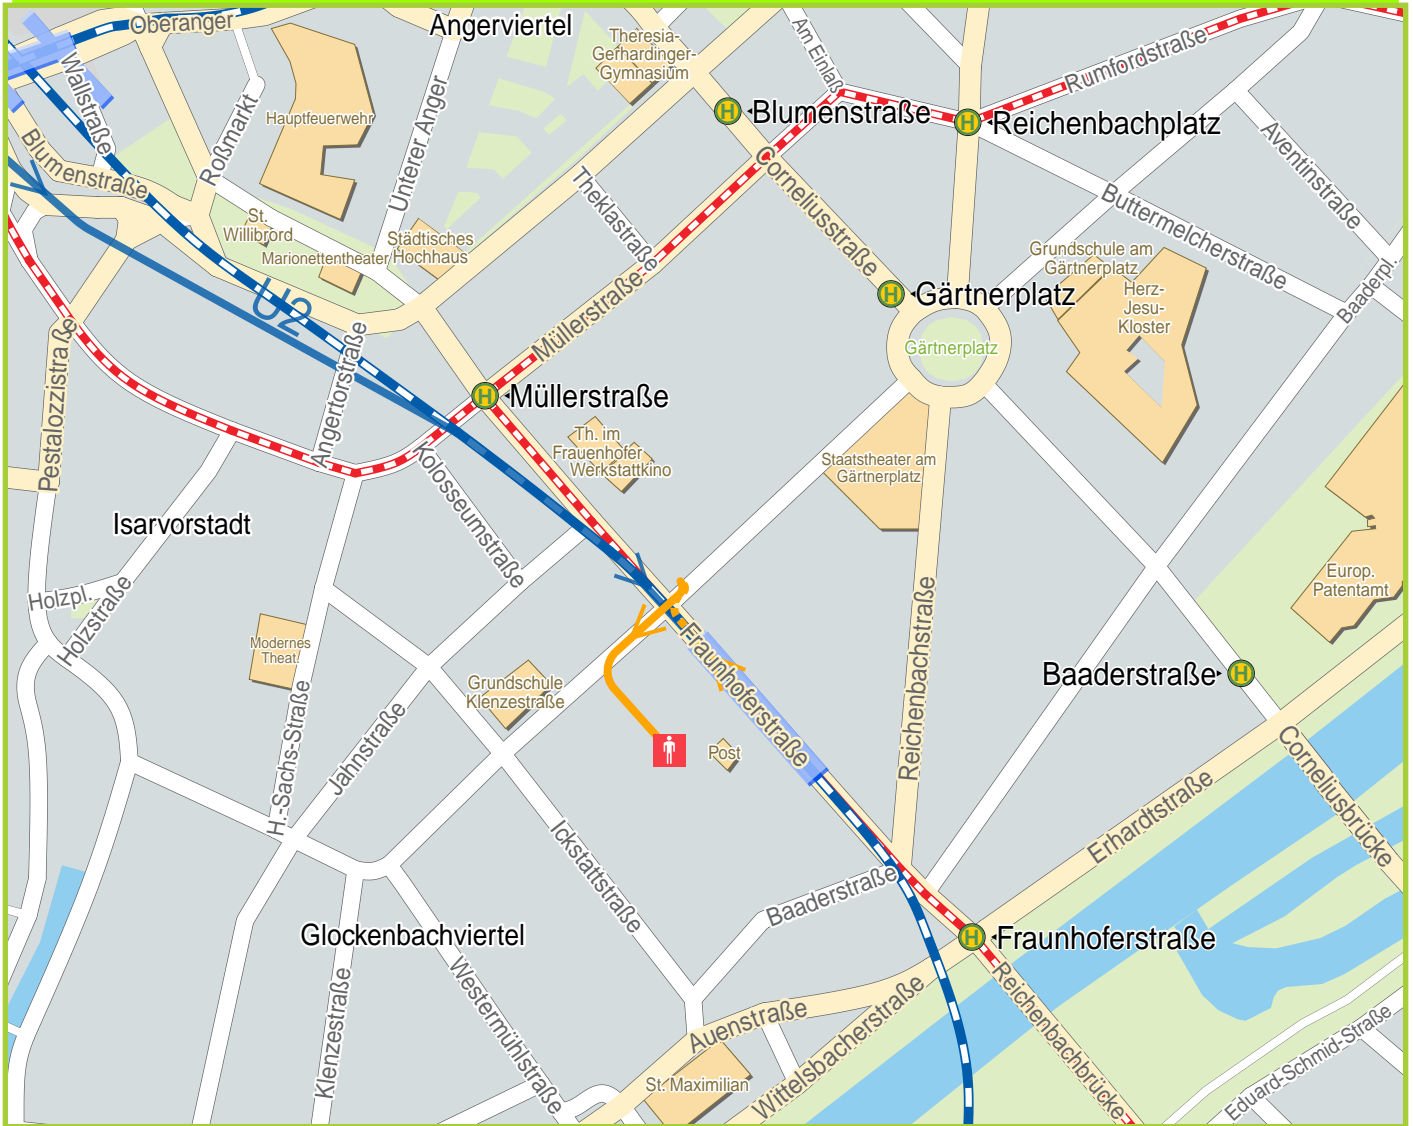 Oberanger
Angerviertel
Theresia-
Gerhardinger-
Gymnasium
Am Einlaß
Rumfordstraße
Wallstraße
Roßmarkt
Hauptfeuerwehr
Unterer Anger
H
Blumenstraße
H
Reichenbachplatz
Blumenstraße
Corneliusstraße
Aventinstraße
Theklastraße
Buttermelcherstraße
St.
Willibrord
Marionettentheater
Städtisches
Hochhaus
Grundschule am
Gärtnerplatz
Herz-
Jesu-
Kloster
Baaderpl.
U2
Müllerstraße
H
Gärtnerplatz
Gärtnerplatz
Pestalozzistraße
Angertorstraße
H
Müllerstraße
Th. im
Frauenhofer
Werkstattkino
Staatstheater am
Gärtnerplatz
Kolosseumstraße
Isarvorstadt
Holzpl.
Holzstraße
Europ.
Patentamt
Modernes
Theat.
Grundschule
Klenzestraße
Fraunhoferstraße
Reichenbachstraße
Baaderstraße
H
H.-Sachs-Straße
Jahnstraße
Post
Corneliusbrücke
Erhardtstraße
Ickstattstraße
Baaderstraße
Glockenbachviertel
H
Fraunhoferstraße
Klenzestraße
Westermühlstraße
Auenstraße
Wittelsbacherstraße
Reichenbachbrücke
Eduard-Schmid-Straße
St. Maximilian